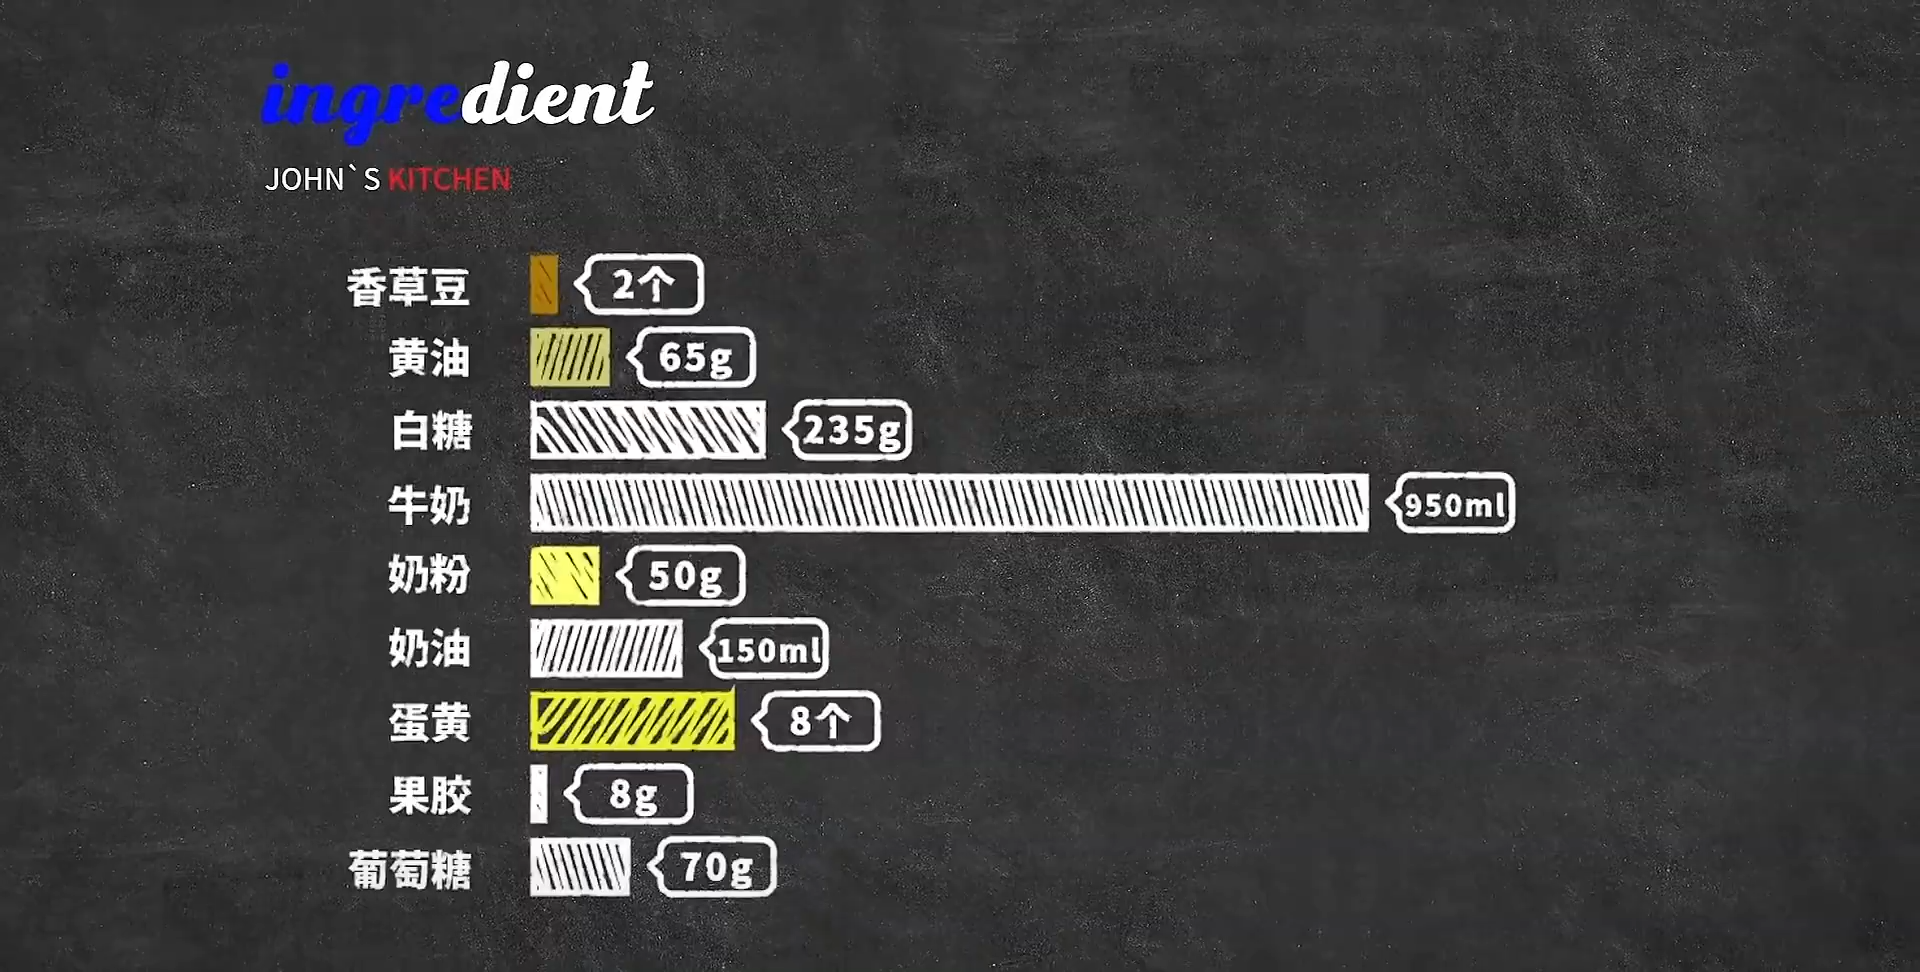 ingredient
JOHN`S KITCHEN
香草豆 2个
黄油 65g
白糖 235g
牛奶 950ml
奶粉 50g
奶油 150ml
蛋黄 8个
果胶 8g
葡萄糖 70g